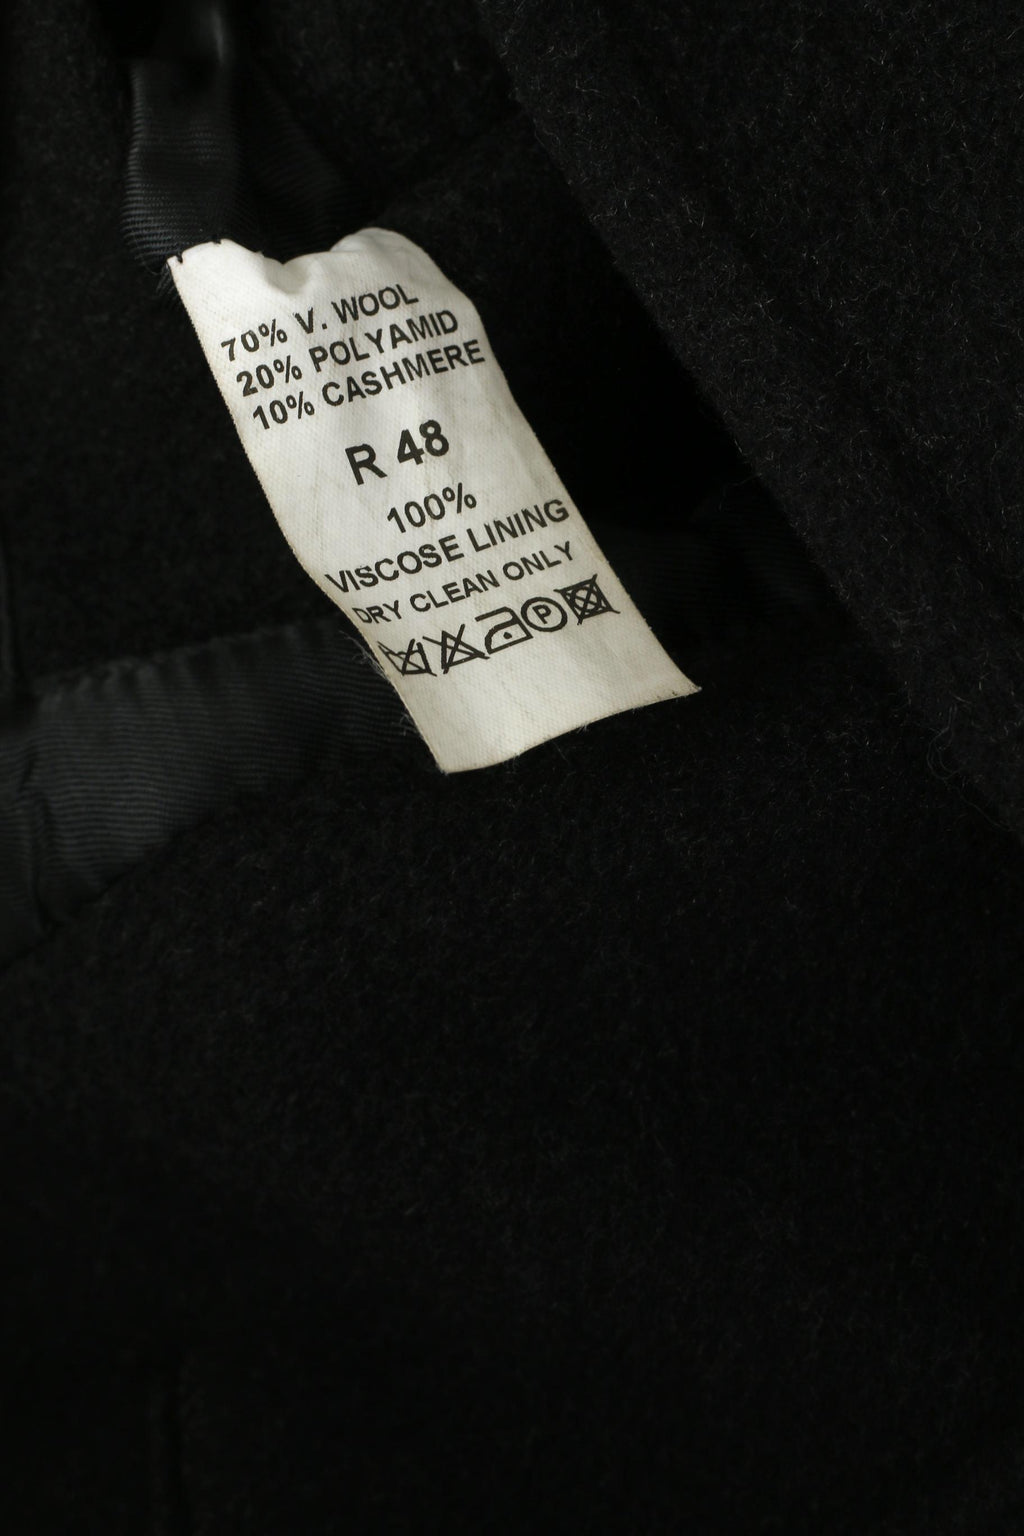 70% V. WOOL
20% POLYAMID
10% CASHMERE
R 48
100%
VISCOSE LINING
DRY CLEAN ONLY
P